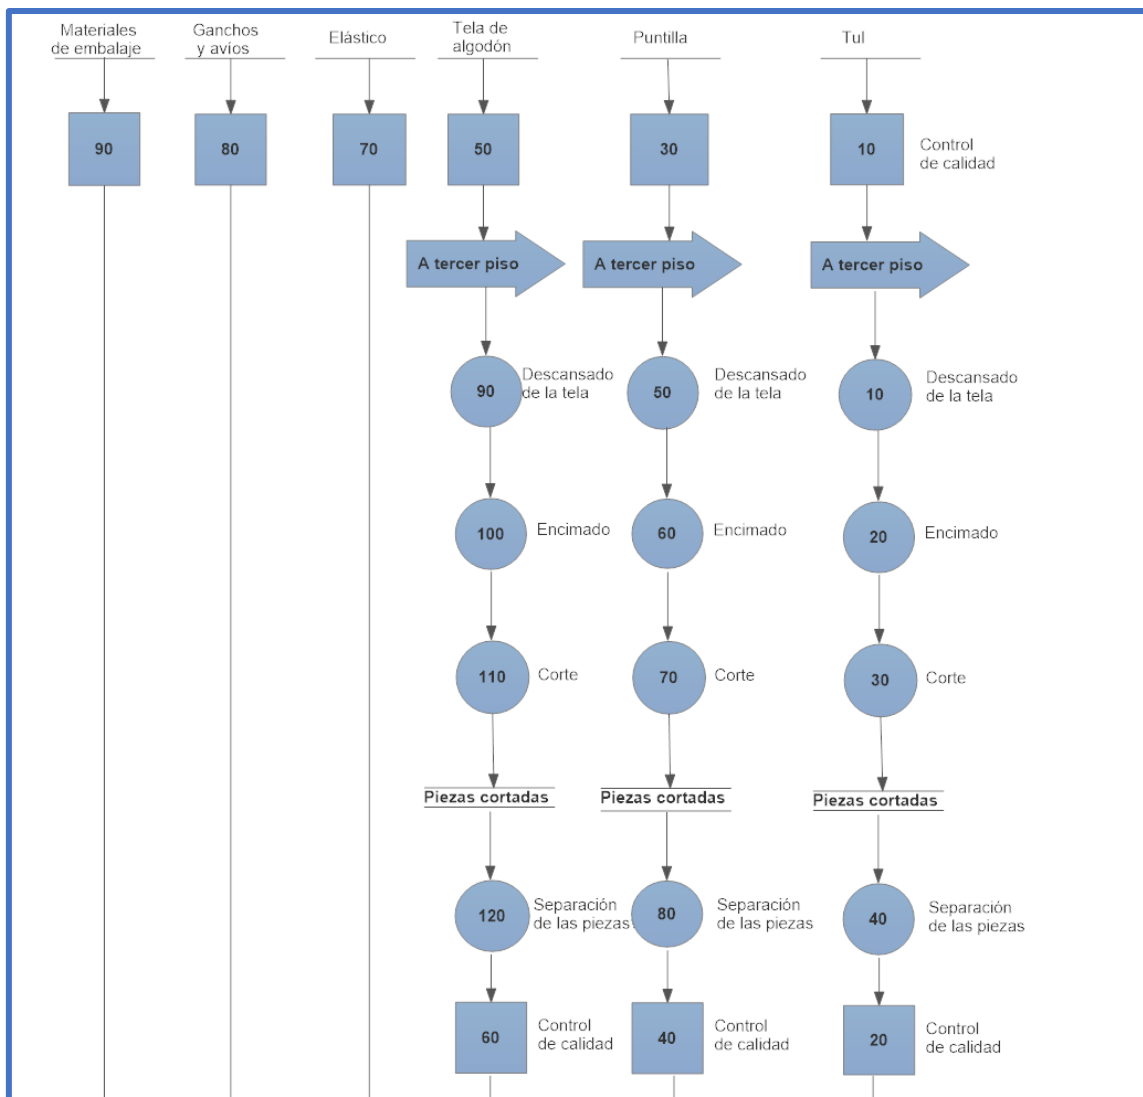 Materiales
de embalaje
Ganchos
y avíos
Elástico
Tela de
algodón
Puntilla
Tul
90
80
70
50
30
10
Control
de calidad
A tercer piso
A tercer piso
A tercer piso
90
Descansado
de la tela
50
Descansado
de la tela
10
Descansado
de la tela
100
Encimado
60
Encimado
20
Encimado
110
Corte
70
Corte
30
Corte
Piezas cortadas
Piezas cortadas
Piezas cortadas
120
Separación
de las piezas
80
Separación
de las piezas
40
Separación
de las piezas
60
Control
de calidad
40
Control
de calidad
20
Control
de calidad